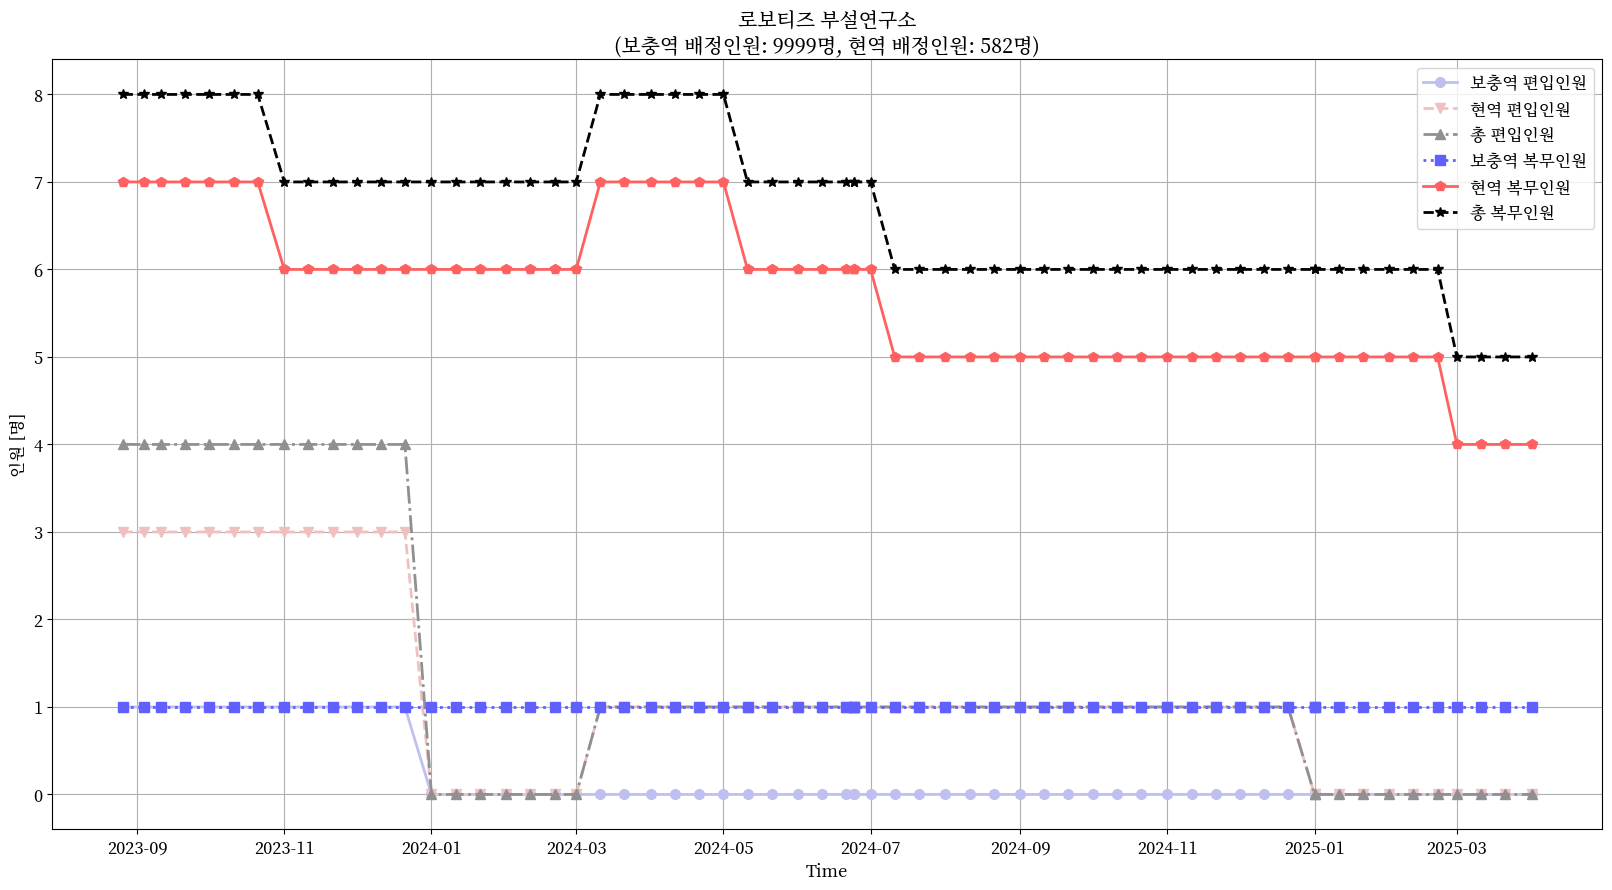 로보티즈 부설연구소
(보충역 배정인원: 9999명, 현역 배정인원: 582명)
보충역 편입인원
현역 편입인원
총 편입인원
보충역 복무인원
현역 복무인원
총 복무인원
인원 [명]
8
7
6
5
4
3
2
1
0
2023-09
2023-11
2024-01
2024-03
2024-05
2024-07
2024-09
2024-11
2025-01
2025-03
Time